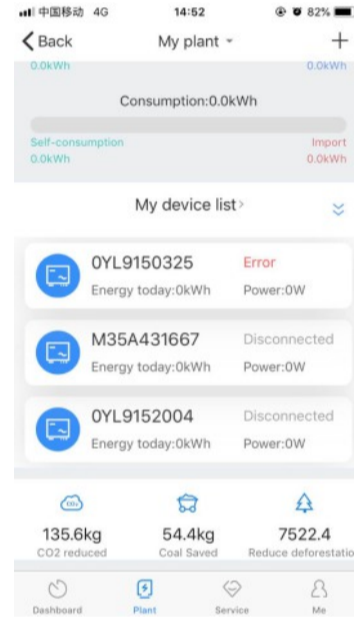 中国移动 4G 14:52 82%
Back My plant
0.0kWh 0.0kWh
Consumption:0.0kWh
Self-consumption Import
0.0kWh 0.0kWh
My device list
0YL9150325 Error
Energy today:0kWh Power:0W
M35A431667 Disconnected
Energy today:0kWh Power:0W
0YL9152004 Disconnected
Energy today:0kWh Power:0W
135.6kg 54.4kg 7522.4
CO2 reduced Coal Saved Reduce deforestatio
Dashboard Plant Service Me